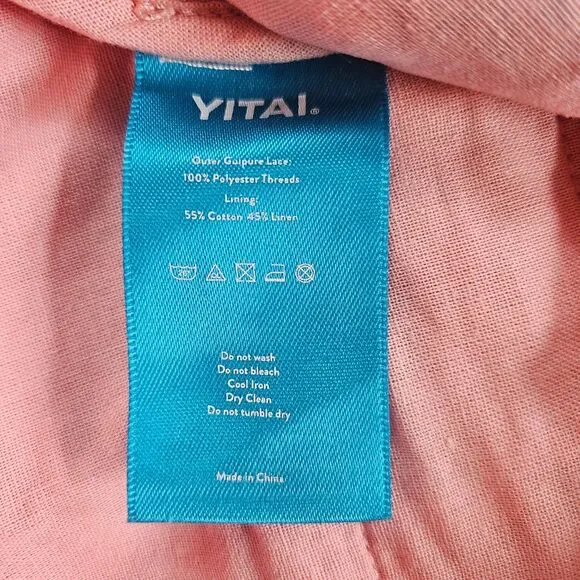 YITAI®
Outer Guipure Lace:
100% Polyester Threads
Lining:
55% Cotton 45% Linen
Do not wash
Do not bleach
Cool Iron
Dry Clean
Do not tumble dry
Made in China